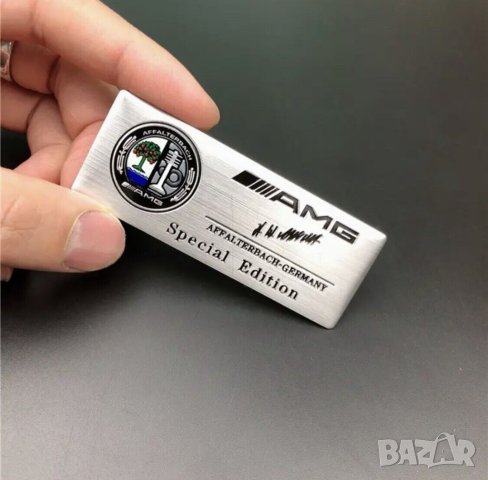 AFFALTERBACH
AMG
AMG
AFFALTERBACH-GERMANY
Special Edition
BAZAR